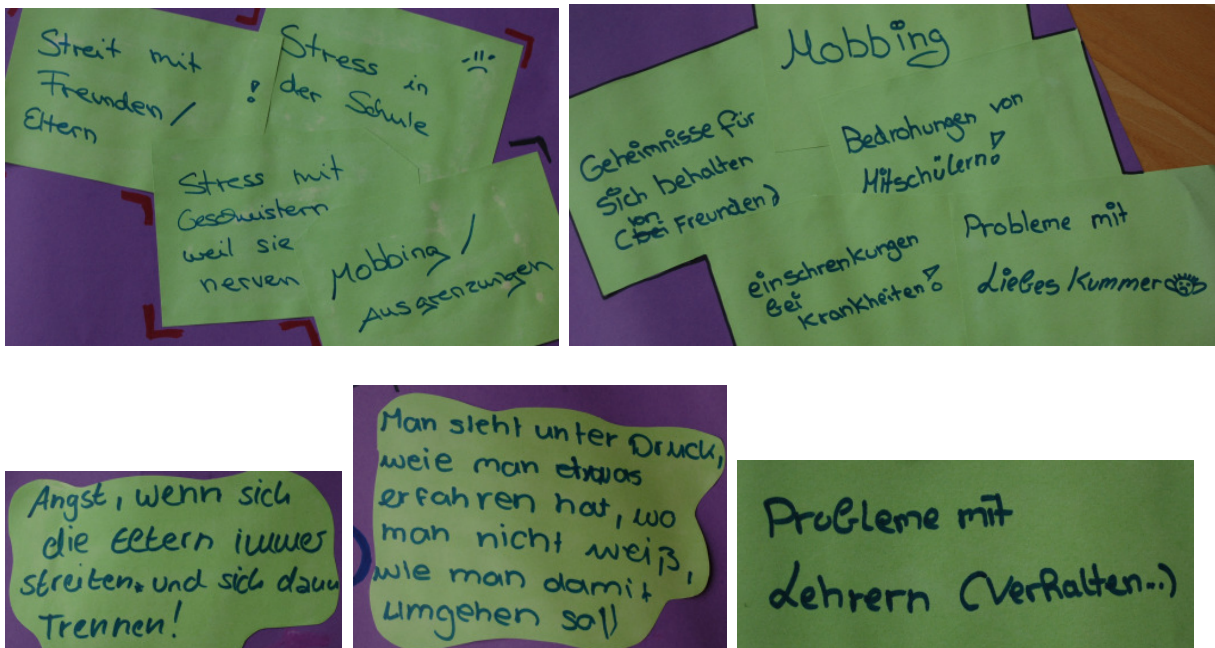 Streit mit
Freunden /
Eltern !
Stress in
der Schule
Stress mit
Geschwistern
weil sie
nerven
Mobbing /
Ausgrenzungen
Mobbing
Geheimnisse für
sich behalten
(von Freunden)
Bedrohungen von
Mitschülern!
einschrenkungen
bei
Krankheiten!
Probleme mit
Liebes Kummer
Angst, wenn sich
die Eltern immer
streiten. und sich dann
Trennen!
Man steht unter Druck,
weie man etwas
erfahren hat, wo
man nicht weiß,
wie man damit
umgehen soll
Probleme mit
Lehrern (Verhalten...)